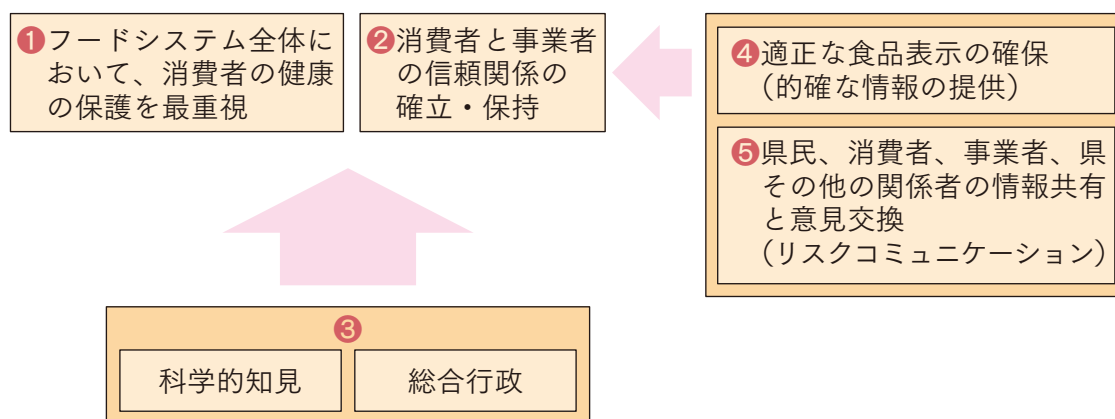 ❶フードシステム全体に
おいて、消費者の健康
の保護を最重視
❷消費者と事業者
の信頼関係の
確立・保持
❹適正な食品表示の確保
（的確な情報の提供）
❺県民、消費者、事業者、県
その他の関係者の情報共有
と意見交換
（リスクコミュニケーション）
❸
科学的知見
総合行政